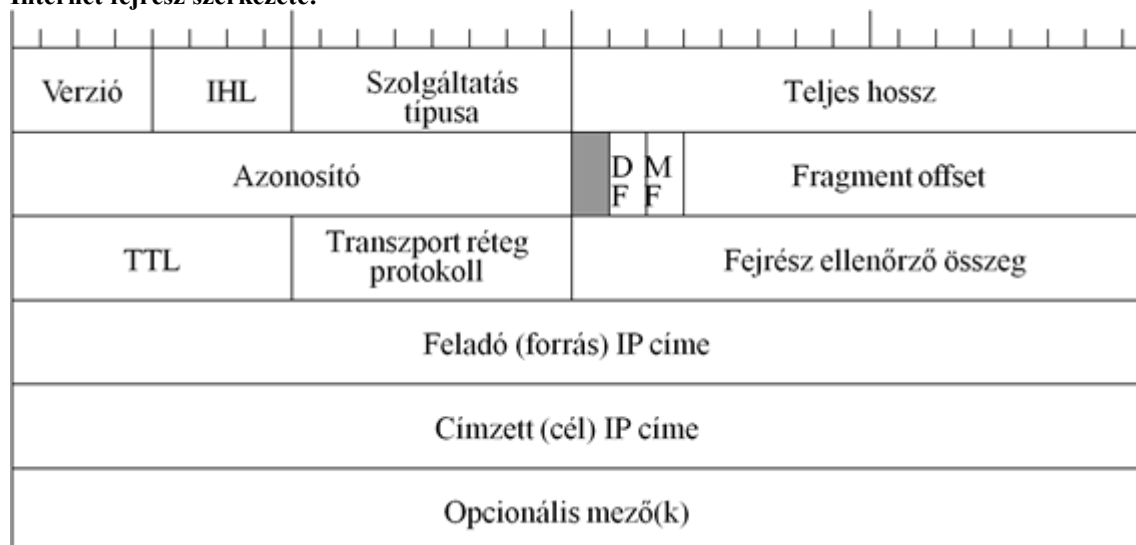 Internet fejrész szerkezete:
Verzió
IHL
Szolgáltatás
típusa
Teljes hossz
Azonosító
D
F
M
F
Fragment offset
TTL
Transzport réteg
protokoll
Fejrész ellenőrző összeg
Feladó (forrás) IP címe
Címzett (cél) IP címe
Opcionális mező(k)